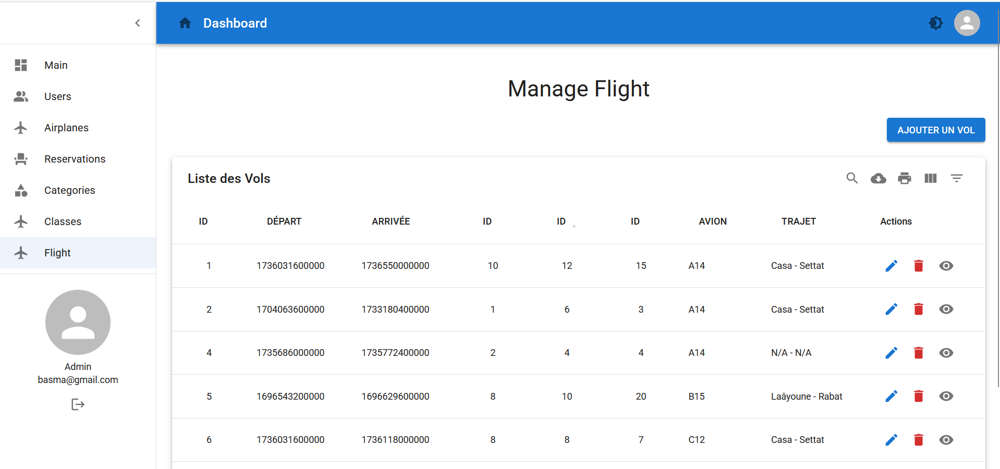 Dashboard
Main
Users
Airplanes
Reservations
Categories
Classes
Flight
Admin
basma@gmail.com
Manage Flight
AJOUTER UN VOL
Liste des Vols
ID DÉPART ARRIVÉE ID ID ID AVION TRAJET Actions
1 1736031600000 1736550000000 10 12 15 A14 Casa - Settat
2 1704063600000 1733180400000 1 6 3 A14 Casa - Settat
4 1735686000000 1735772400000 2 4 4 A14 N/A - N/A
5 1696543200000 1696629600000 8 10 20 B15 Laâyoune - Rabat
6 1736031600000 1736118000000 8 8 7 C12 Casa - Settat